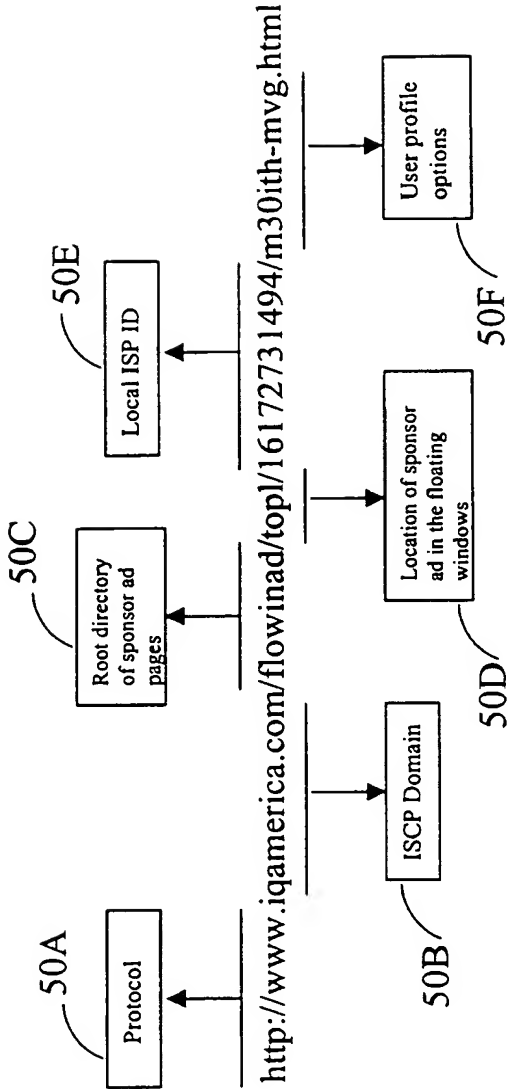 50A
Protocol
50C
Root directory
of sponsor ad
pages
50E
Local ISP ID
http://www.iqamerica.com/flowinad/topl/16172731494/m30ith-mvg.html
ISCP Domain
50B
Location of sponsor
ad in the floating
windows
50D
User profile
options
50F